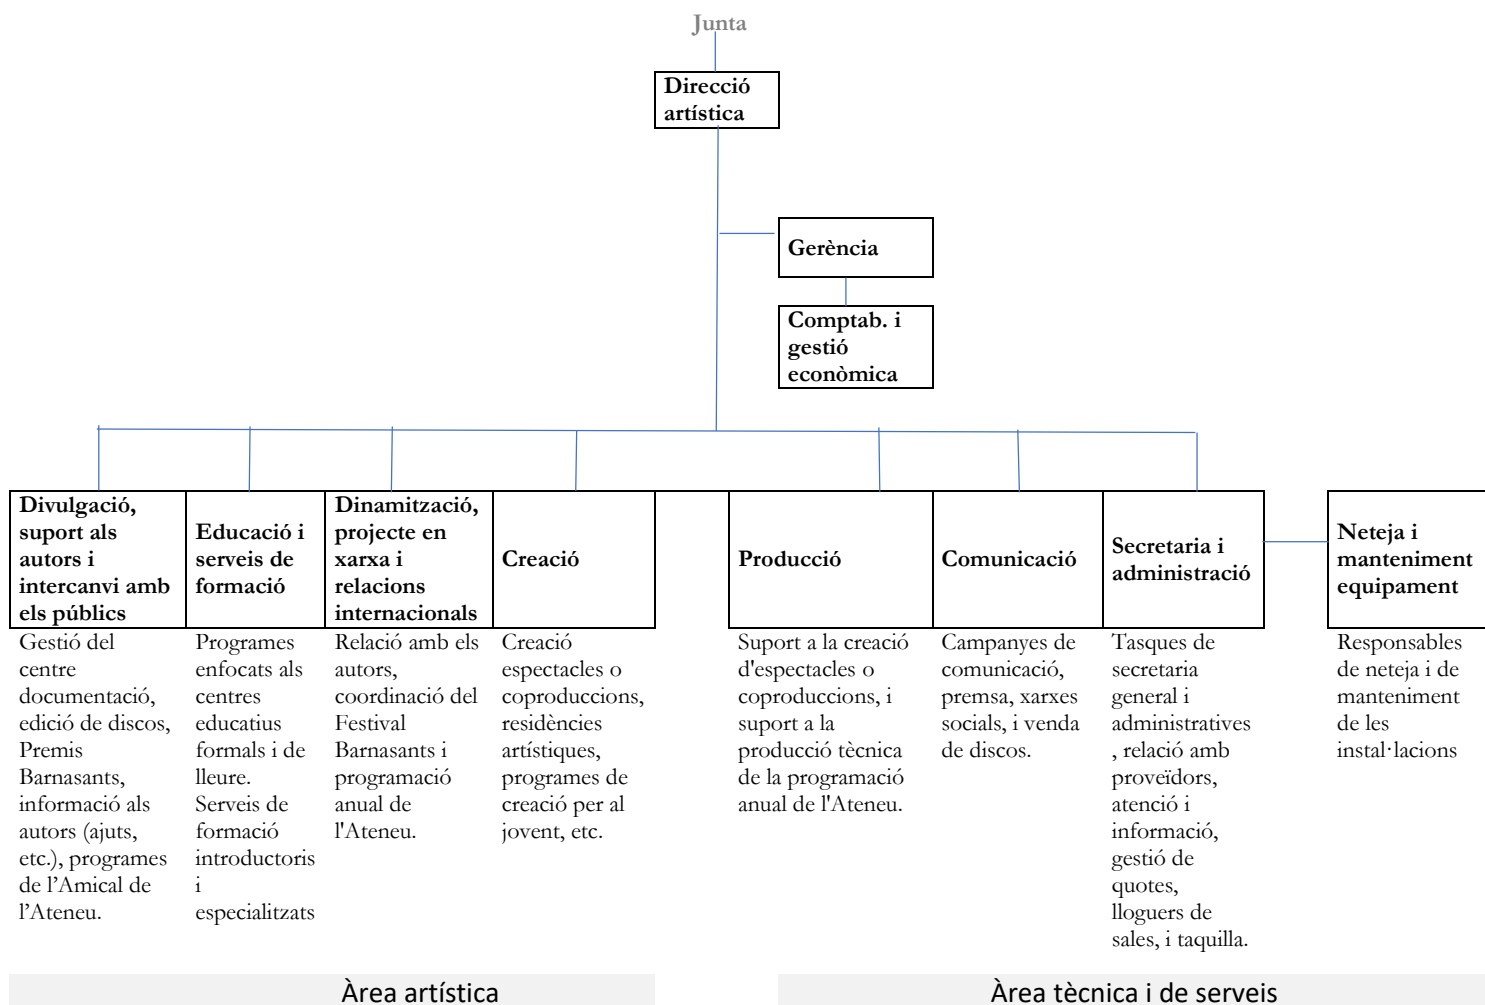 Junta
Direcció
artística
Gerència
Comptab. i
gestió
econòmica
Divulgació,
suport als
autors i
intercanvi amb
els públics
Educació i
serveis de
formació
Dinamització,
projecte en
xarxa i
relacions
internacionals
Creació
Producció
Comunicació
Secretaria i
administració
Neteja i
manteniment
equipament
Gestió del
centre
documentació,
edició de discos,
Premis
Barnasants,
informació als
autors (ajuts,
etc.), programes
de l’Amical de
l’Ateneu.
Programes
enfocats als
centres
educatius
formals i de
lleure.
Serveis de
formació
introductoris
i
especialitzats
Relació amb els
autors,
coordinació del
Festival
Barnasants i
programació
anual de
l'Ateneu.
Creació
espectacles o
coproduccions,
residències
artístiques,
programes de
creació per al
jovent, etc.
Suport a la creació
d'espectacles o
coproduccions, i
suport a la
producció tècnica
de la programació
anual de l'Ateneu.
Campanyes de
comunicació,
premsa, xarxes
socials, i venda
de discos.
Tasques de
secretaria
general i
administratives
, relació amb
proveïdors,
atenció i
informació,
gestió de
quotes,
lloguers de
sales, i taquilla.
Responsables
de neteja i de
manteniment
de les
instal·lacions
Àrea artística
Àrea tècnica i de serveis